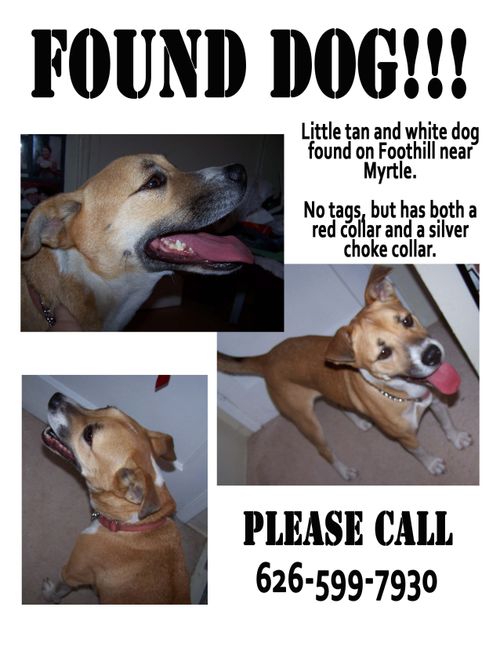 FOUND DOG!!!
Little tan and white dog
found on Foothill near
Myrtle.
No tags, but has both a
red collar and a silver
choke collar.
PLEASE CALL
626-599-7930